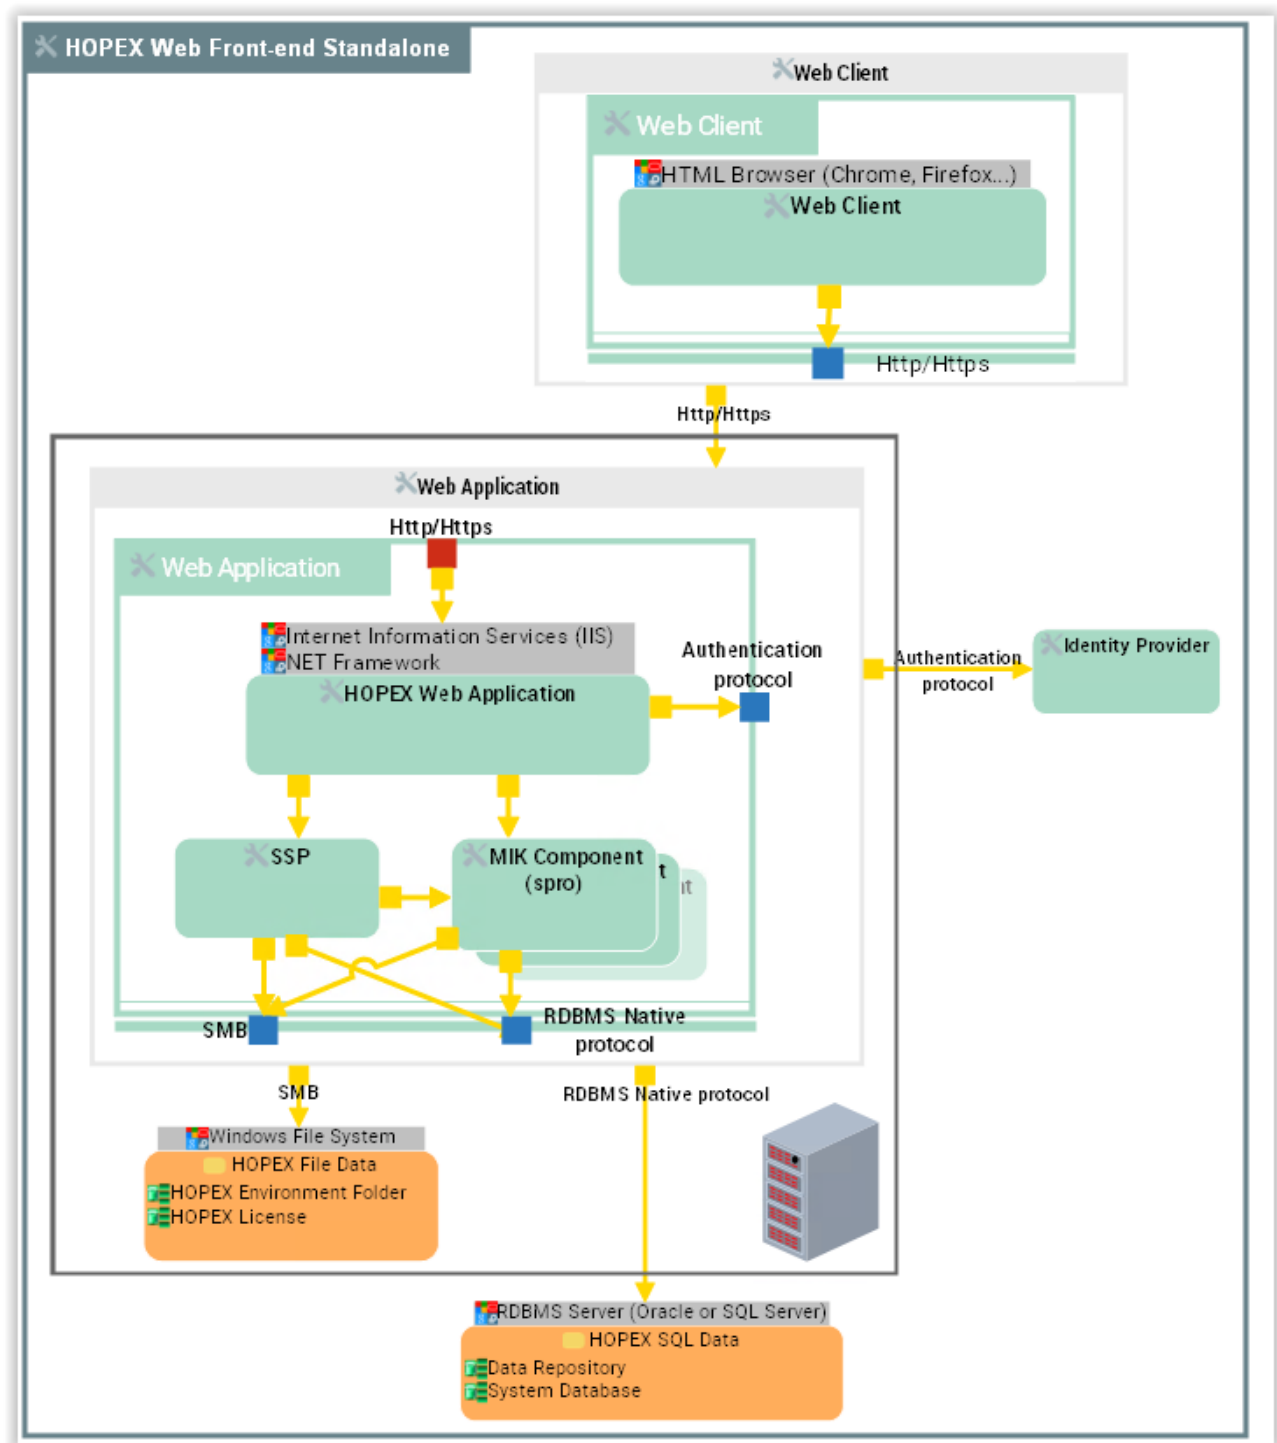 HOPEX Web Front-end Standalone
Web Client
Web Client
HTML Browser (Chrome, Firefox...)
Web Client
Http/Https
Http/Https
Web Application
Http/Https
Web Application
Internet Information Services (IIS)
NET Framework
HOPEX Web Application
Authentication
protocol
Authentication
protocol
Identity Provider
SSP
MIK Component
(spro)
t
nt
SMB
RDBMS Native
protocol
SMB
RDBMS Native protocol
Windows File System
HOPEX File Data
HOPEX Environment Folder
HOPEX License
RDBMS Server (Oracle or SQL Server)
HOPEX SQL Data
Data Repository
System Database